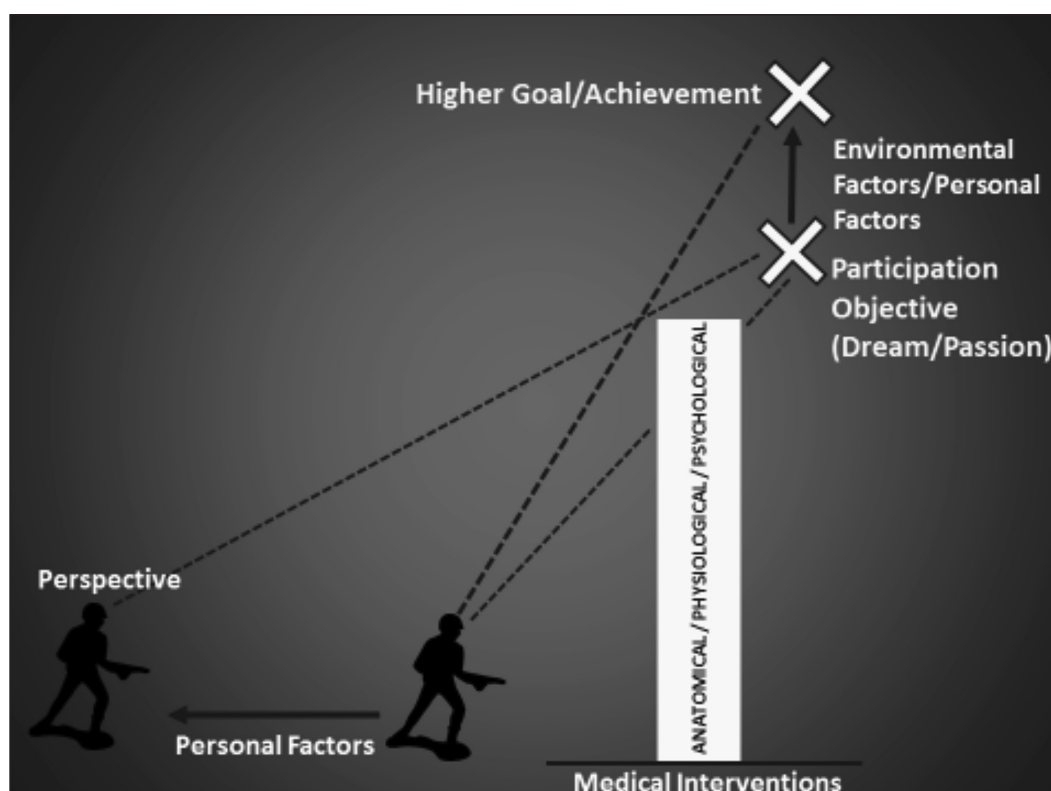 Higher Goal/Achievement
Environmental
Factors/Personal
Factors
Participation
Objective
(Dream/Passion)
ANATOMICAL / PHYSIOLOGICAL / PSYCHOLOGICAL
Perspective
Personal Factors
Medical Interventions